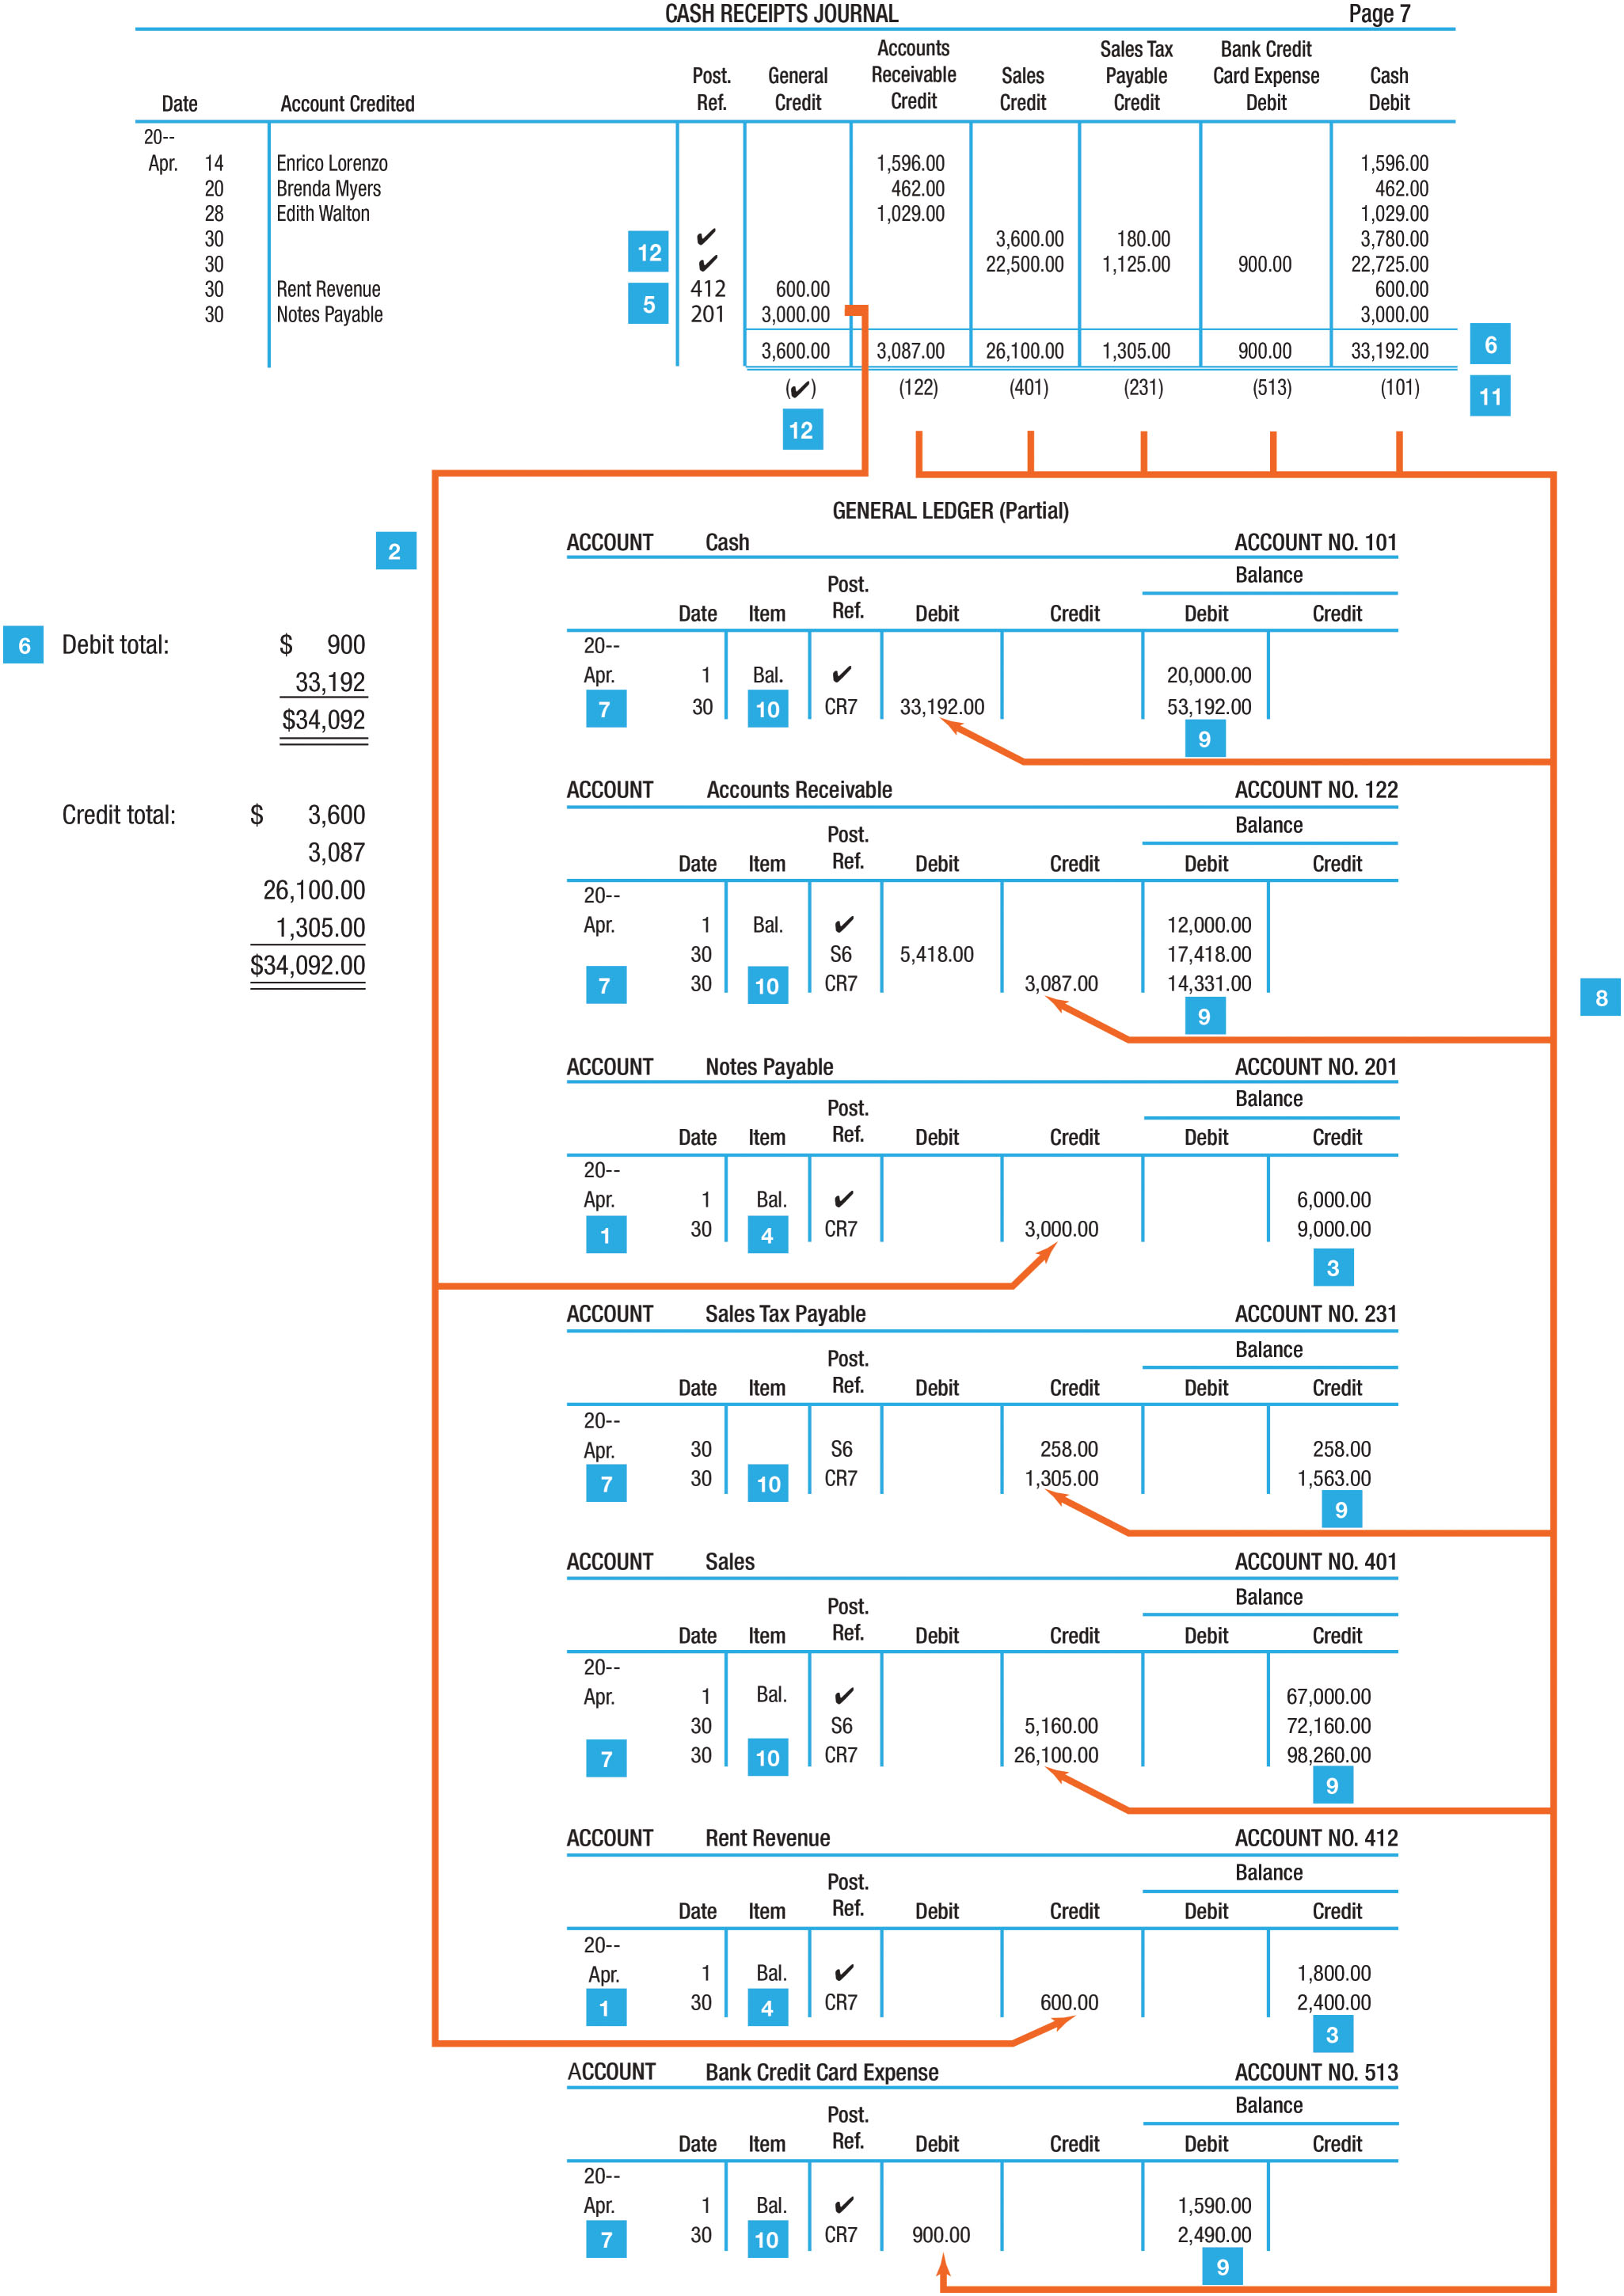 CASH RECEIPTS JOURNAL Page 7
Accounts Sales Tax Bank Credit
Post. General Receivable Sales Payable Card Expense Cash
Date Account Credited Ref. Credit Credit Credit Credit Debit Debit
20--
Apr. 14 Enrico Lorenzo 1,596.00 1,596.00
20 Brenda Myers 462.00 462.00
28 Edith Walton 1,029.00 1,029.00
30 ✔ 3,600.00 180.00 3,780.00
12
30 ✔ 22,500.00 1,125.00 900.00 22,725.00
30 Rent Revenue 412 600.00 600.00
5
30 Notes Payable 201 3,000.00 3,000.00
3,600.00 3,087.00 26,100.00 1,305.00 900.00 33,192.00 6
(✔) (122) (401) (231) (513) (101) 11
12
GENERAL LEDGER (Partial)
2
ACCOUNT Cash ACCOUNT NO. 101
Balance
Post.
Date Item Ref. Debit Credit Debit Credit
20--
Apr. 1 Bal. ✔ 20,000.00
7 30 10 CR7 33,192.00 53,192.00
9
6 Debit total: $ 900
33,192
$34,092
Credit total: $ 3,600
3,087
26,100.00
1,305.00
$34,092.00
ACCOUNT Accounts Receivable ACCOUNT NO. 122
Balance
Post.
Date Item Ref. Debit Credit Debit Credit
20--
Apr. 1 Bal. ✔ 12,000.00
30 S6 5,418.00 17,418.00
7 30 10 CR7 3,087.00 14,331.00
9
8
ACCOUNT Notes Payable ACCOUNT NO. 201
Balance
Post.
Date Item Ref. Debit Credit Debit Credit
20--
Apr. 1 Bal. ✔ 6,000.00
1 30 4 CR7 3,000.00 9,000.00
3
ACCOUNT Sales Tax Payable ACCOUNT NO. 231
Balance
Post.
Date Item Ref. Debit Credit Debit Credit
20--
Apr. 30 S6 258.00 258.00
7 30 10 CR7 1,305.00 1,563.00
9
ACCOUNT Sales ACCOUNT NO. 401
Balance
Post.
Date Item Ref. Debit Credit Debit Credit
20--
Apr. 1 Bal. ✔ 67,000.00
30 S6 5,160.00 72,160.00
7 30 10 CR7 26,100.00 98,260.00
9
ACCOUNT Rent Revenue ACCOUNT NO. 412
Balance
Post.
Date Item Ref. Debit Credit Debit Credit
20--
Apr. 1 Bal. ✔ 1,800.00
1 30 4 CR7 600.00 2,400.00
3
ACCOUNT Bank Credit Card Expense ACCOUNT NO. 513
Balance
Post.
Date Item Ref. Debit Credit Debit Credit
20--
Apr. 1 Bal. ✔ 1,590.00
7 30 10 CR7 900.00 2,490.00
9